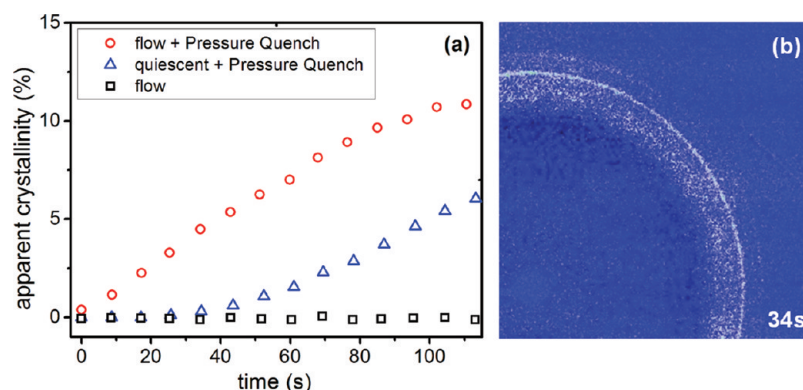 15
10
5
0
apparent crystallinity (%)
flow + Pressure Quench
quiescent + Pressure Quench
flow
(a)
0 20 40 60 80 100
time (s)
(b)
34s